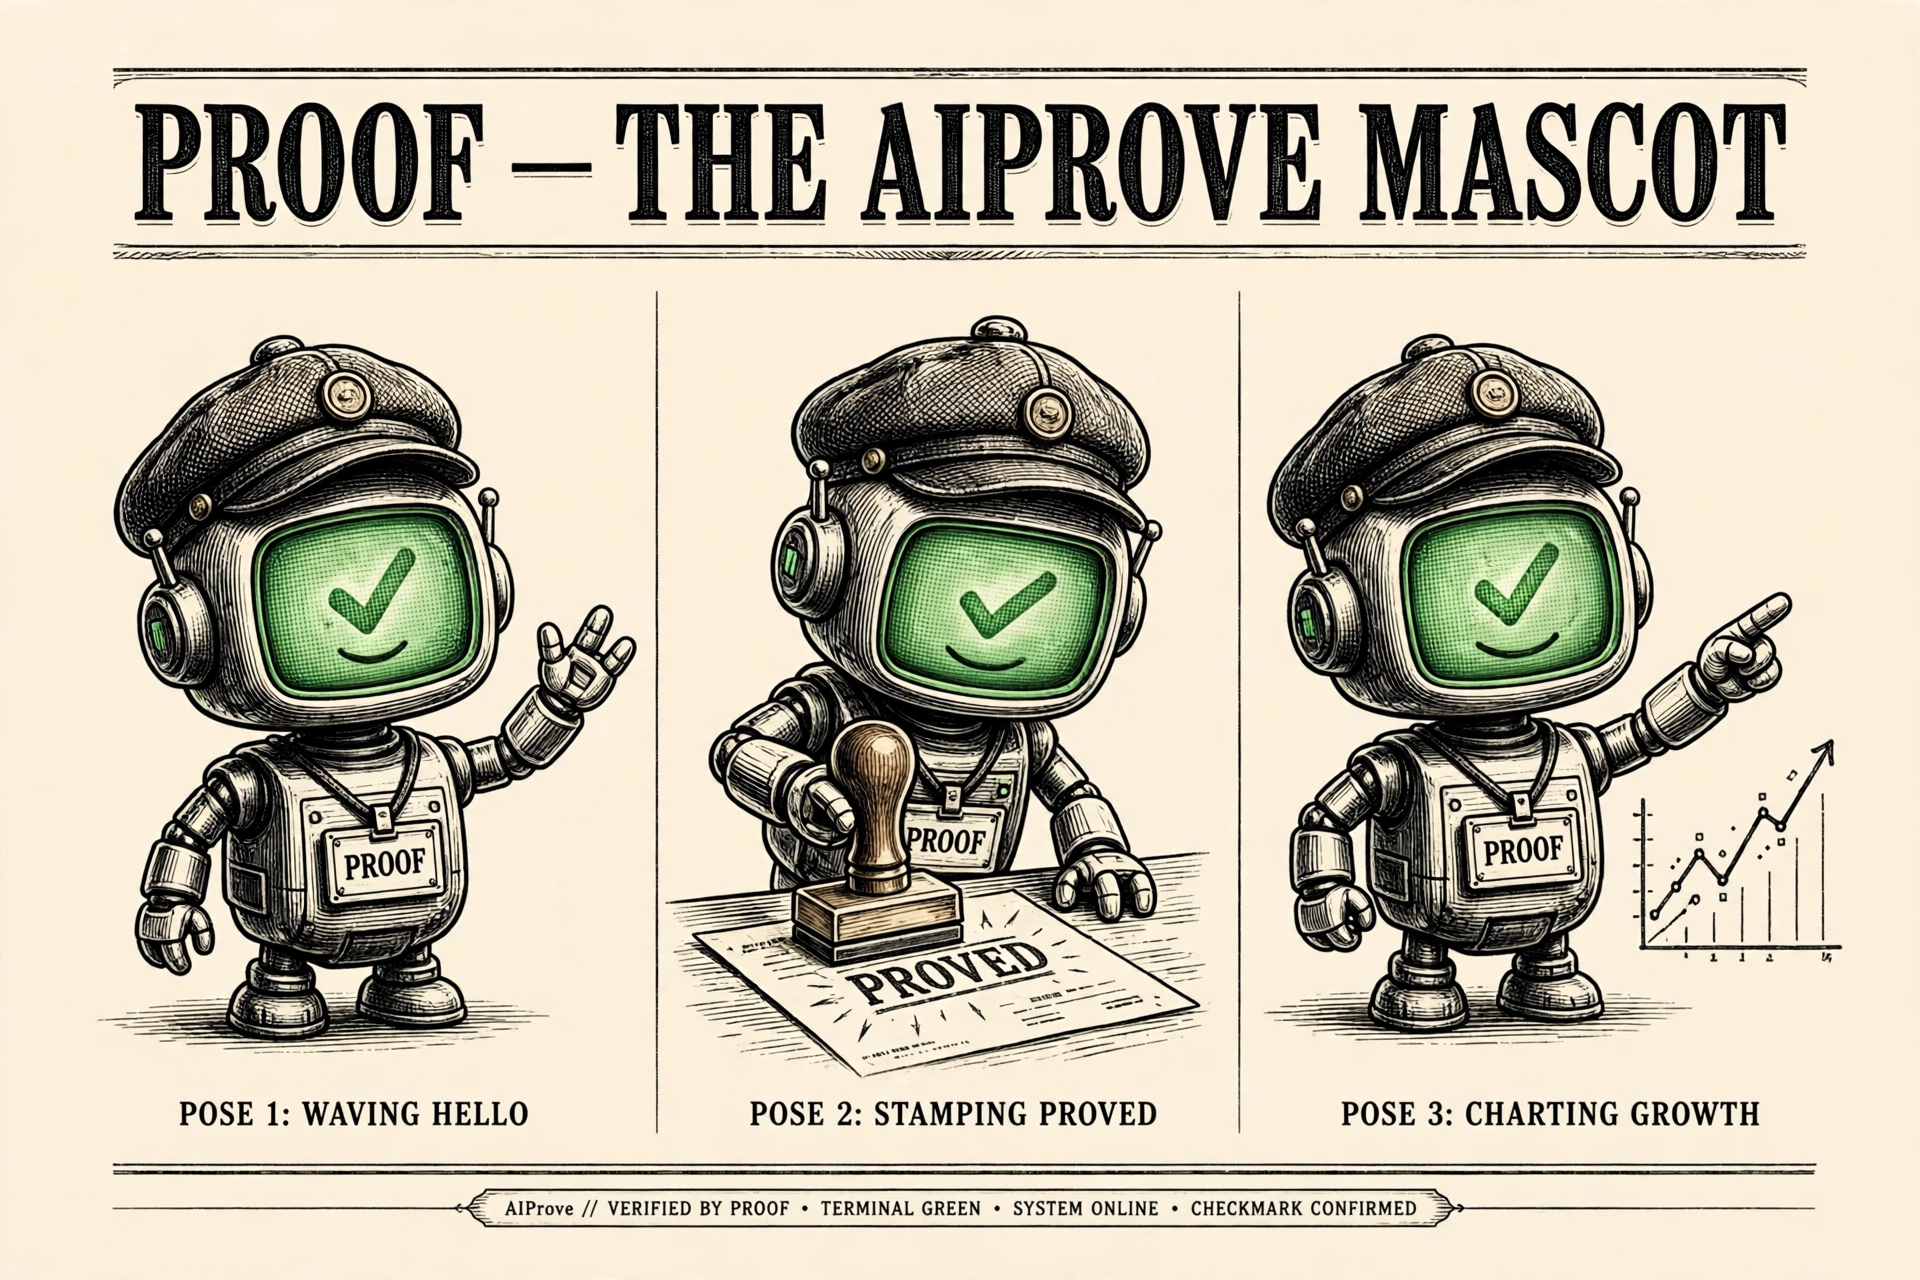 PROOF — THE AIPROVE MASCOT
PROOF
PROOF
PROVED
PROOF
POSE 1: WAVING HELLO
POSE 2: STAMPING PROVED
POSE 3: CHARTING GROWTH
AIProve // VERIFIED BY PROOF • TERMINAL GREEN • SYSTEM ONLINE • CHECKMARK CONFIRMED